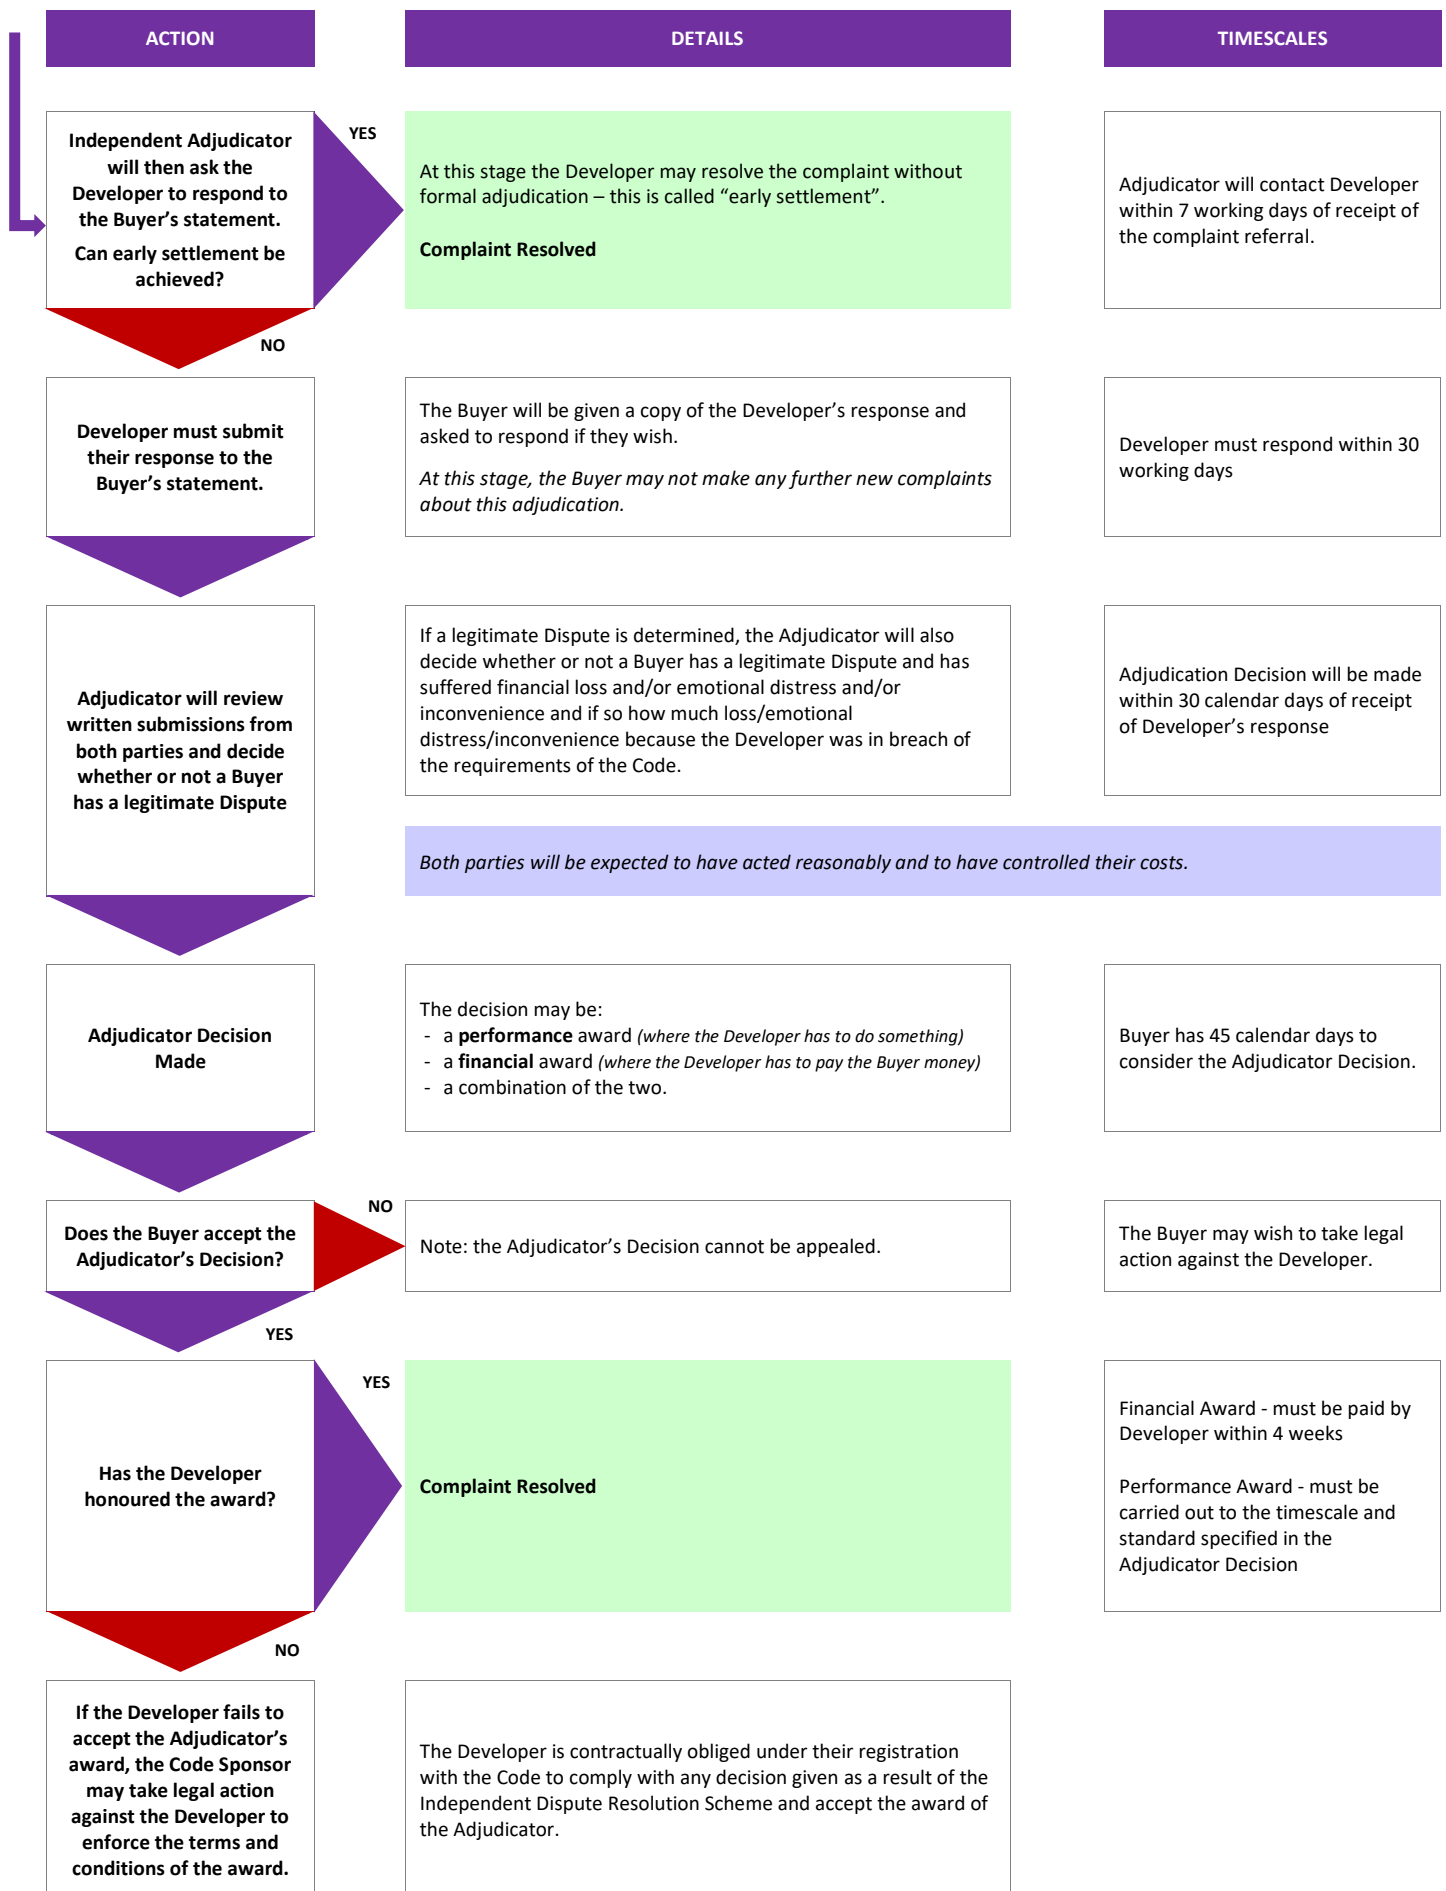 ACTION
DETAILS
TIMESCALES
Independent Adjudicator
will then ask the
Developer to respond to
the Buyer’s statement.
Can early settlement be
achieved?
YES
At this stage the Developer may resolve the complaint without
formal adjudication – this is called “early settlement”.
Complaint Resolved
Adjudicator will contact Developer
within 7 working days of receipt of
the complaint referral.
NO
Developer must submit
their response to the
Buyer’s statement.
The Buyer will be given a copy of the Developer’s response and
asked to respond if they wish.
At this stage, the Buyer may not make any further new complaints
about this adjudication.
Developer must respond within 30
working days
Adjudicator will review
written submissions from
both parties and decide
whether or not a Buyer
has a legitimate Dispute
If a legitimate Dispute is determined, the Adjudicator will also
decide whether or not a Buyer has a legitimate Dispute and has
suffered financial loss and/or emotional distress and/or
inconvenience and if so how much loss/emotional
distress/inconvenience because the Developer was in breach of
the requirements of the Code.
Adjudication Decision will be made
within 30 calendar days of receipt
of Developer’s response
Both parties will be expected to have acted reasonably and to have controlled their costs.
Adjudicator Decision
Made
The decision may be:
- a performance award (where the Developer has to do something)
- a financial award (where the Developer has to pay the Buyer money)
- a combination of the two.
Buyer has 45 calendar days to
consider the Adjudicator Decision.
Does the Buyer accept the
Adjudicator’s Decision?
NO
Note: the Adjudicator’s Decision cannot be appealed.
The Buyer may wish to take legal
action against the Developer.
YES
Has the Developer
honoured the award?
YES
Complaint Resolved
Financial Award - must be paid by
Developer within 4 weeks
Performance Award - must be
carried out to the timescale and
standard specified in the
Adjudicator Decision
NO
If the Developer fails to
accept the Adjudicator’s
award, the Code Sponsor
may take legal action
against the Developer to
enforce the terms and
conditions of the award.
The Developer is contractually obliged under their registration
with the Code to comply with any decision given as a result of the
Independent Dispute Resolution Scheme and accept the award of
the Adjudicator.